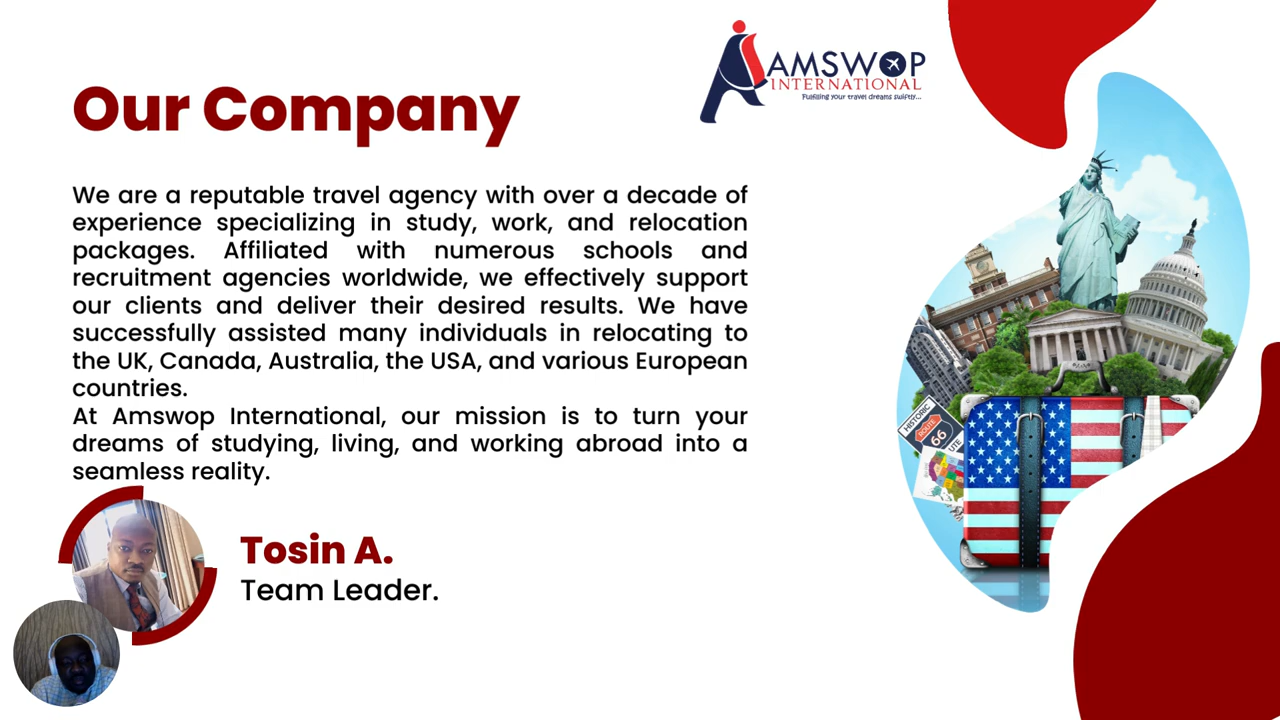 AMSWOP
INTERNATIONAL
Fulfilling your travel dreams swiftly...
Our Company
We are a reputable travel agency with over a decade of
experience specializing in study, work, and relocation
packages. Affiliated with numerous schools and
recruitment agencies worldwide, we effectively support
our clients and deliver their desired results. We have
successfully assisted many individuals in relocating to
the UK, Canada, Australia, the USA, and various European
countries.
At Amswop International, our mission is to turn your
dreams of studying, living, and working abroad into a
seamless reality.
HISTORIC
ROUTE
66
UTE
Tosin A.
Team Leader.